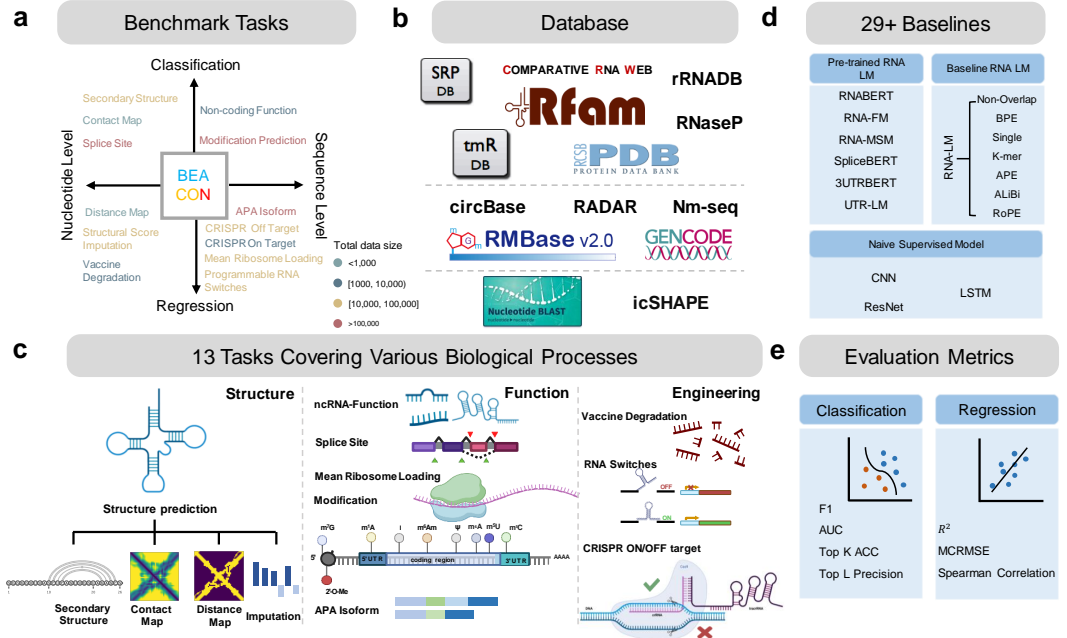 a
Benchmark Tasks
Classification
Nucleotide Level
Sequence Level
Secondary Structure
Contact Map
Splice Site
Non-coding Function
Modification Prediction
BEA
CON
Distance Map
Structural Score
Imputation
Vaccine
Degradation
APA Isoform
CRISPR Off Target
CRISPR On Target
Mean Ribosome Loading
Programmable RNA
Switches
Regression
Total data size
<1,000
[1000, 10,000)
[10,000, 100,000]
>100,000
b
Database
SRP
DB
COMPARATIVE RNA WEB
rRNADB
Rfam
RNaseP
tmR
DB
RCSB
PDB
PROTEIN DATA BANK
circBase
RADAR
Nm-seq
m
G
m
RMBase v2.0
GENCODE
Nucleotide BLAST
icSHAPE
c
13 Tasks Covering Various Biological Processes
Structure
Structure prediction
Secondary
Structure
Contact
Map
Distance
Map
Imputation
Function
ncRNA-Function
Splice Site
Mean Ribosome Loading
Modification
m⁷G
m¹A
I
m⁶Am
Ψ
m⁵U
m⁵C
5'
5'UTR
coding region
3'UTR
AAAA
2'-O-Me
APA Isoform
Engineering
Vaccine Degradation
RNA Switches
OFF
ON
CRISPR ON/OFF target
DNA
d
29+ Baselines
Pre-trained RNA
LM
RNABERT
RNA-FM
RNA-MSM
SpliceBERT
3UTRBERT
UTR-LM
Baseline RNA LM
RNA-LM
Non-Overlap
BPE
Single
K-mer
APE
ALiBi
RoPE
Naive Supervised Model
CNN
LSTM
ResNet
e
Evaluation Metrics
Classification
F1
AUC
Top K ACC
Top L Precision
Regression
R²
MCRMSE
Spearman Correlation